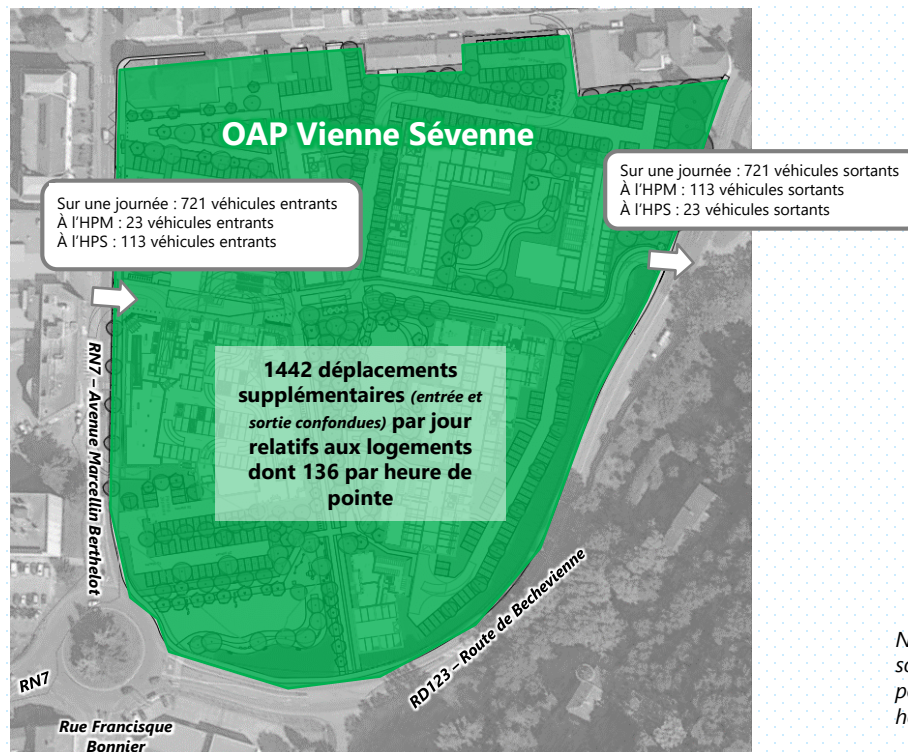 OAP Vienne Sévenne
Sur une journée : 721 véhicules entrants
À l'HPM : 23 véhicules entrants
À l'HPS : 113 véhicules entrants
Sur une journée : 721 véhicules sortants
À l'HPM : 113 véhicules sortants
À l'HPS : 23 véhicules sortants
1442 déplacements
supplémentaires (entrée et
sortie confondues) par jour
relatifs aux logements
dont 136 par heure de
pointe
RN7 – Avenue Marcellin Berthelot
RD123 – Route de Bechevienne
RN7
Rue Francisque
Bonnier